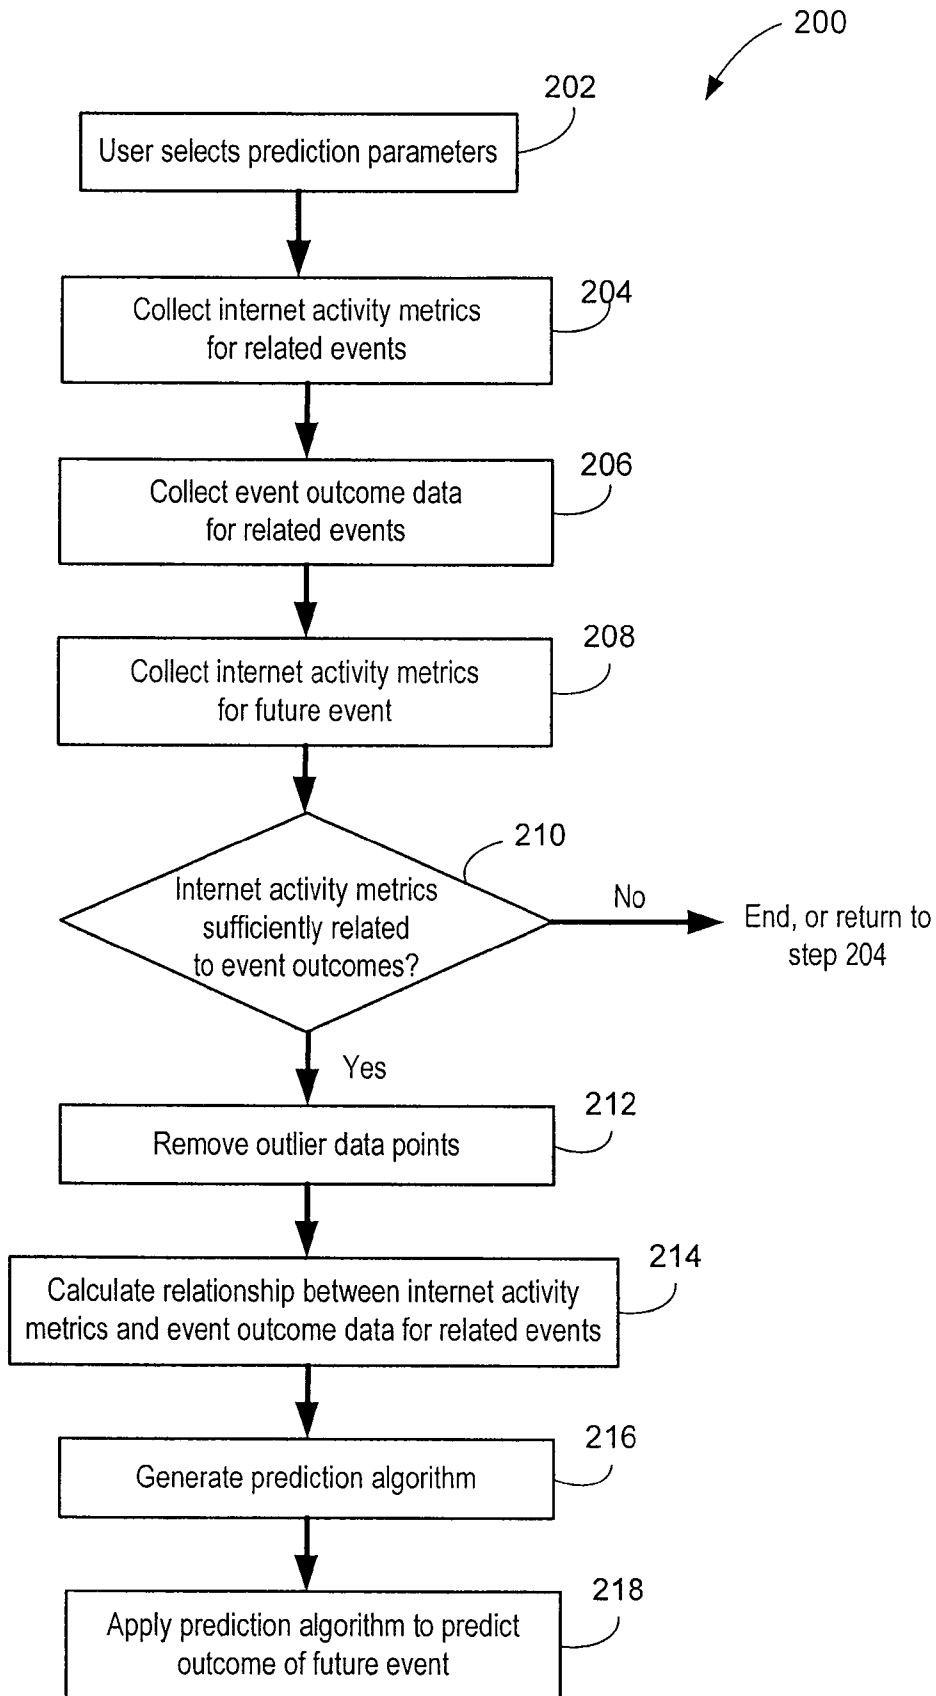 200
202
User selects prediction parameters
204
Collect internet activity metrics
for related events
206
Collect event outcome data
for related events
208
Collect internet activity metrics
for future event
210
Internet activity metrics
sufficiently related
to event outcomes?
No
End, or return to
step 204
Yes
212
Remove outlier data points
214
Calculate relationship between internet activity
metrics and event outcome data for related events
216
Generate prediction algorithm
218
Apply prediction algorithm to predict
outcome of future event